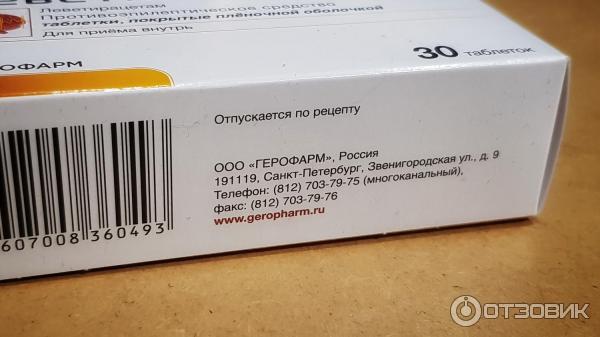 Леветирацетам
Противоэпилептическое средство
таблетки, покрытые плёночной оболочкой
Для приёма внутрь
30 таблеток
Отпускается по рецепту
ООО «ГЕРОФАРМ», Россия
191119, Санкт-Петербург, Звенигородская ул., д. 9
Телефон: (812) 703-79-75 (многоканальный),
факс: (812) 703-79-76
www.geropharm.ru
607008 360493
ОТЗОВИК